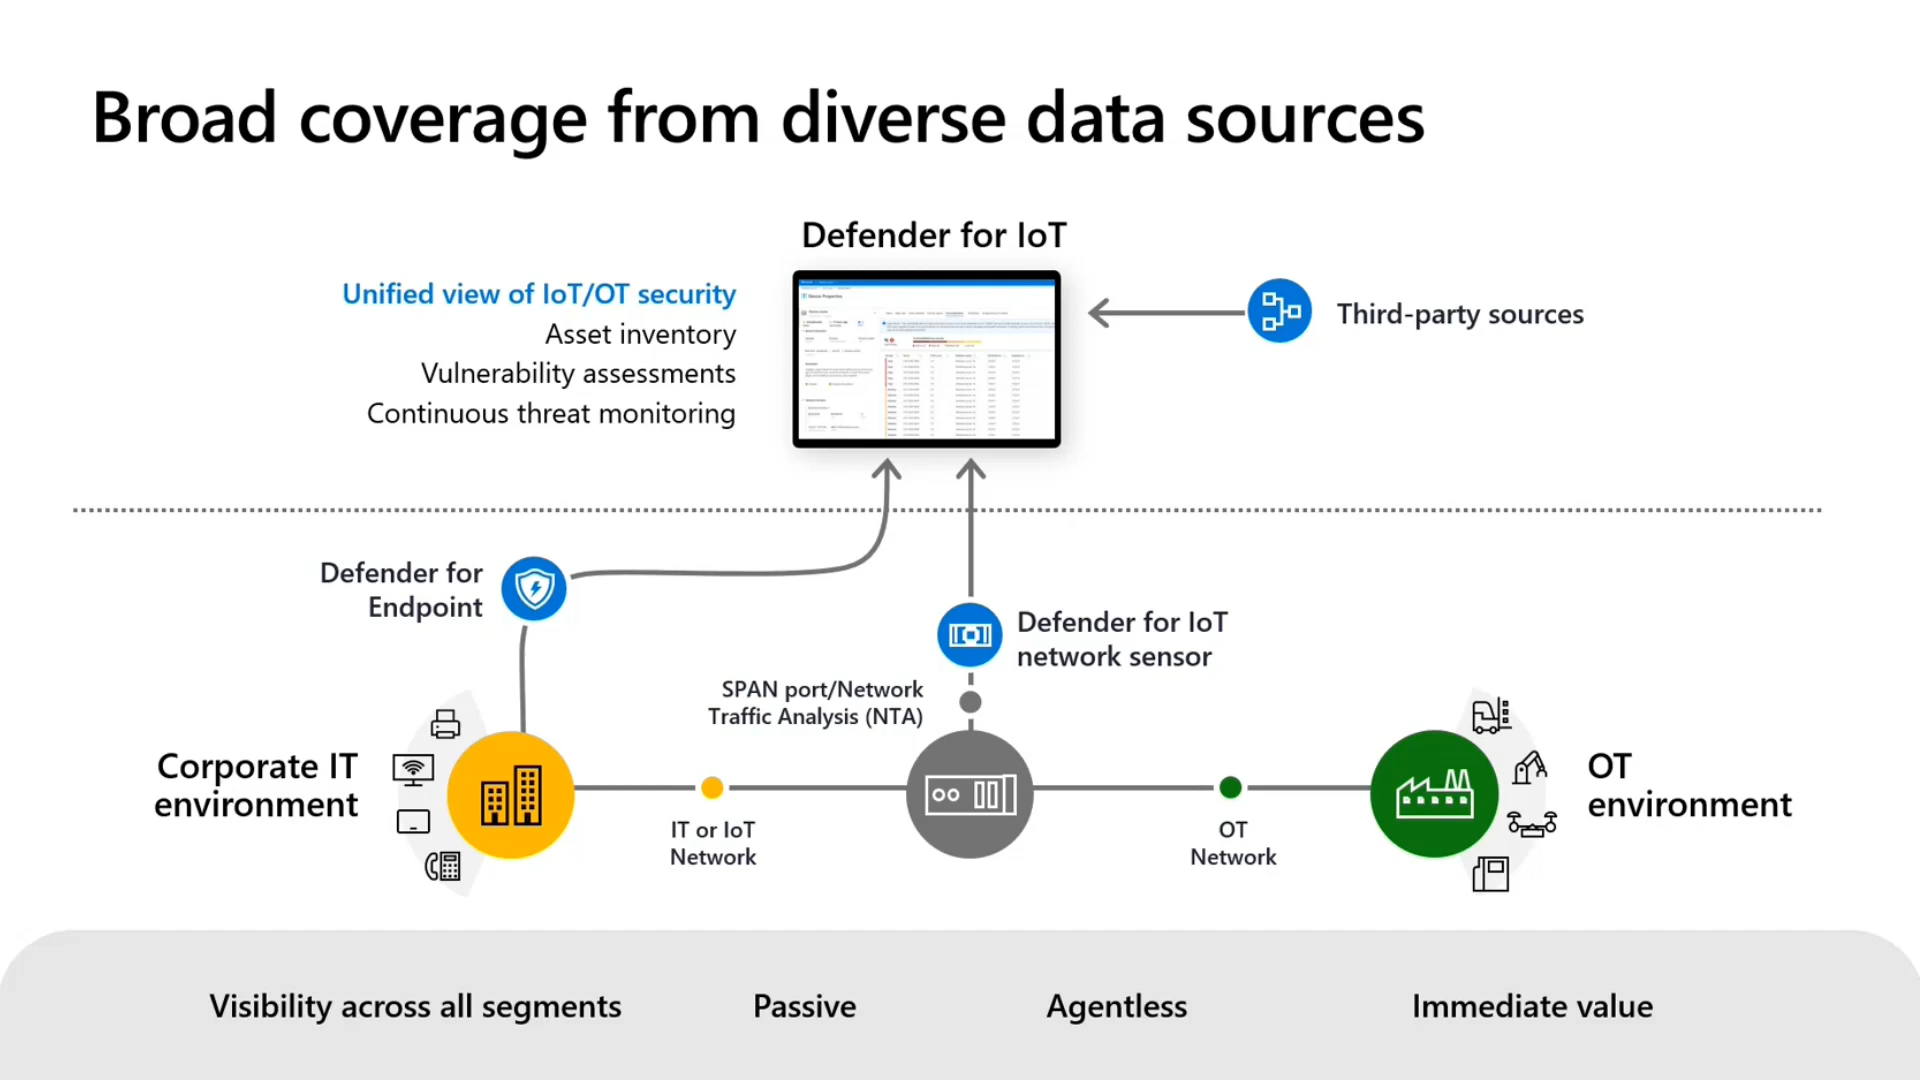 Broad coverage from diverse data sources
Defender for IoT
Unified view of IoT/OT security
Asset inventory
Vulnerability assessments
Continuous threat monitoring
Third-party sources
Defender for
Endpoint
Defender for IoT
network sensor
SPAN port/Network
Traffic Analysis (NTA)
Corporate IT
environment
IT or IoT
Network
OT
Network
OT
environment
Visibility across all segments
Passive
Agentless
Immediate value